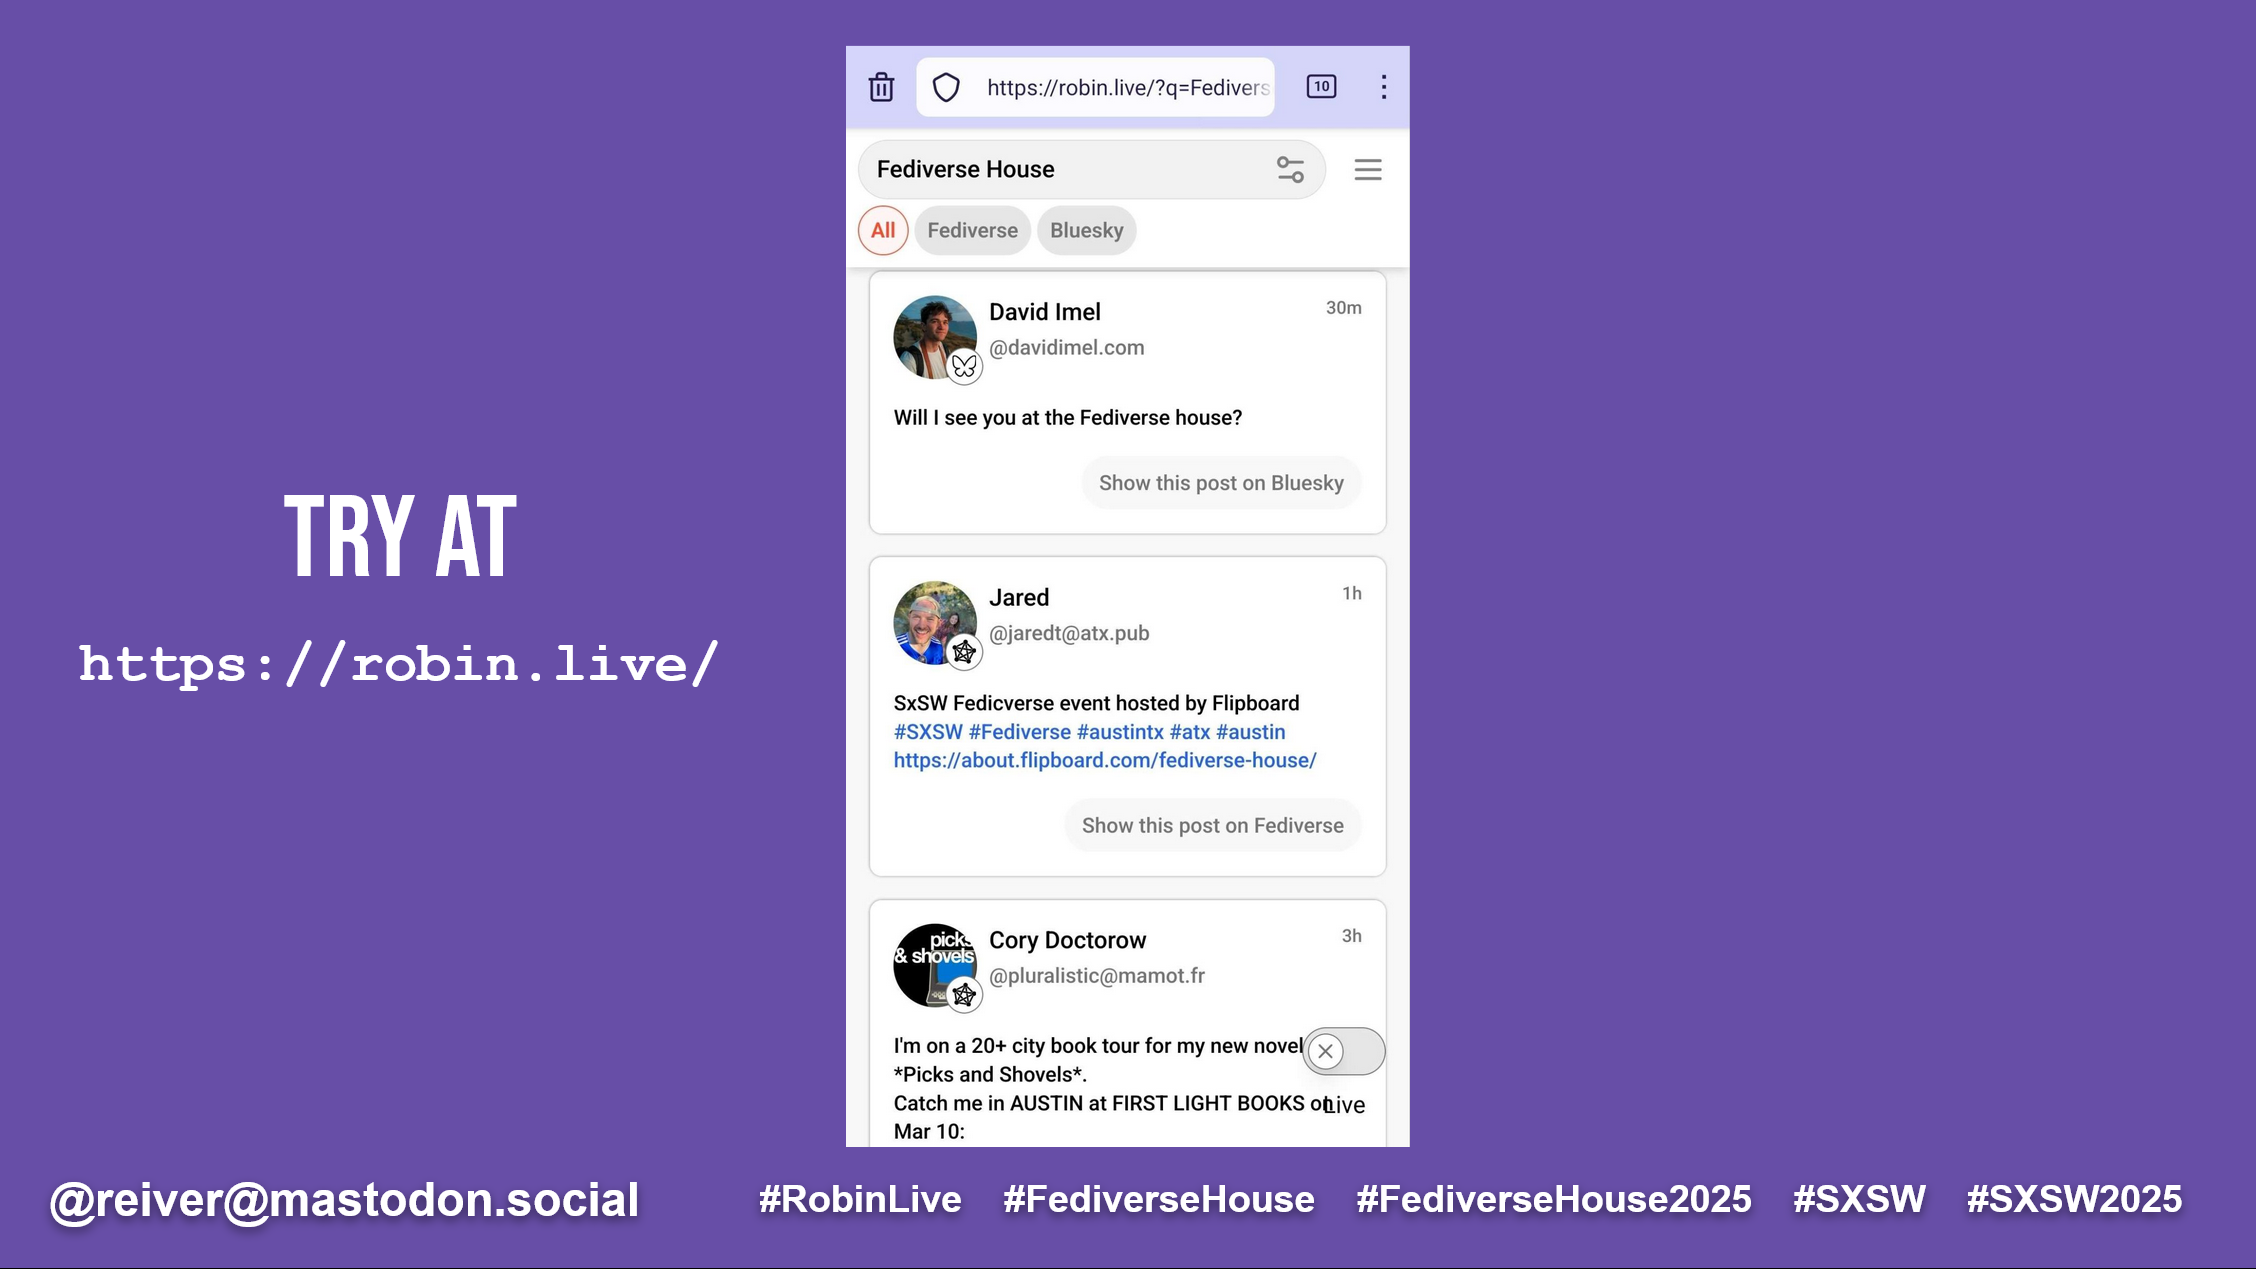 TRY AT
https://robin.live/
https://robin.live/?q=Fedivers
10
Fediverse House
All
Fediverse
Bluesky
David Imel
30m
@davidimel.com
Will I see you at the Fediverse house?
Show this post on Bluesky
Jared
1h
@jaredt@atx.pub
SxSW Fedicverse event hosted by Flipboard
#SXSW #Fediverse #austintx #atx #austin
https://about.flipboard.com/fediverse-house/
Show this post on Fediverse
picks
& shovels
Cory Doctorow
3h
@pluralistic@mamot.fr
I'm on a 20+ city book tour for my new novel
*Picks and Shovels*.
Catch me in AUSTIN at FIRST LIGHT BOOKS on
Mar 10:
Live
@reiver@mastodon.social
#RobinLive #FediverseHouse #FediverseHouse2025 #SXSW #SXSW2025